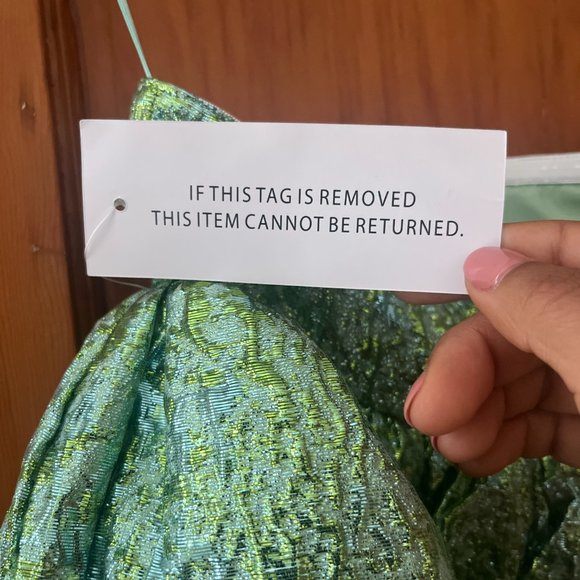 IF THIS TAG IS REMOVED
THIS ITEM CANNOT BE RETURNED.